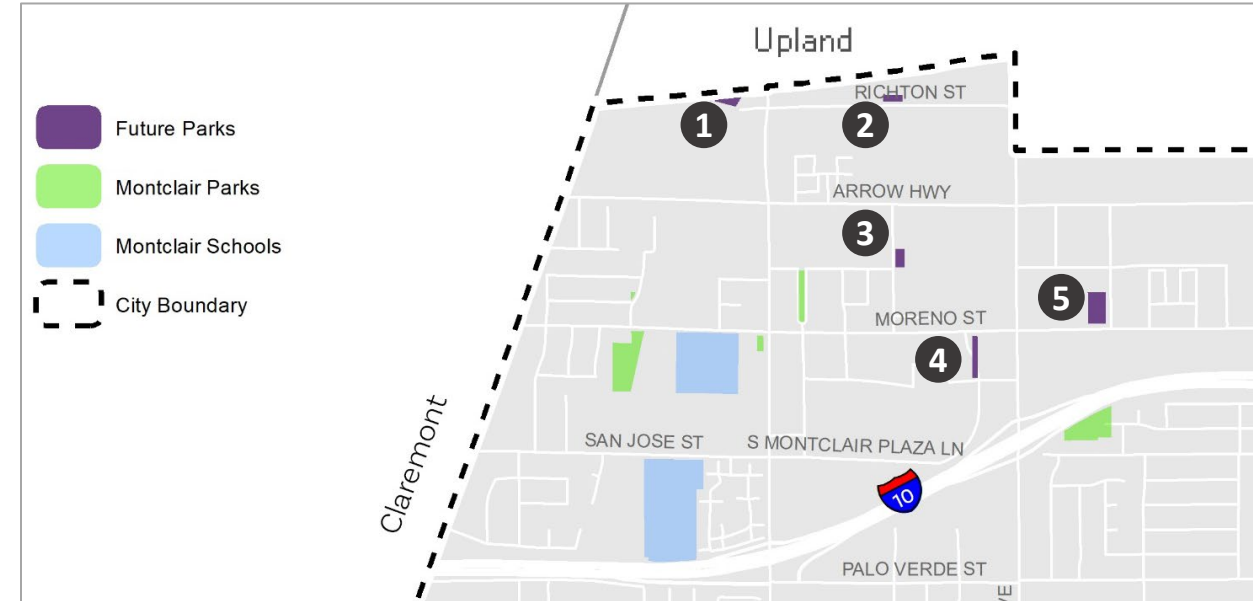 Upland
RICHTON ST
Future Parks
1
2
Montclair Parks
ARROW HWY
3
Montclair Schools
5
City Boundary
MORENO ST
4
Claremont
SAN JOSE ST
S MONTCLAIR PLAZA LN
10
PALO VERDE ST
VE